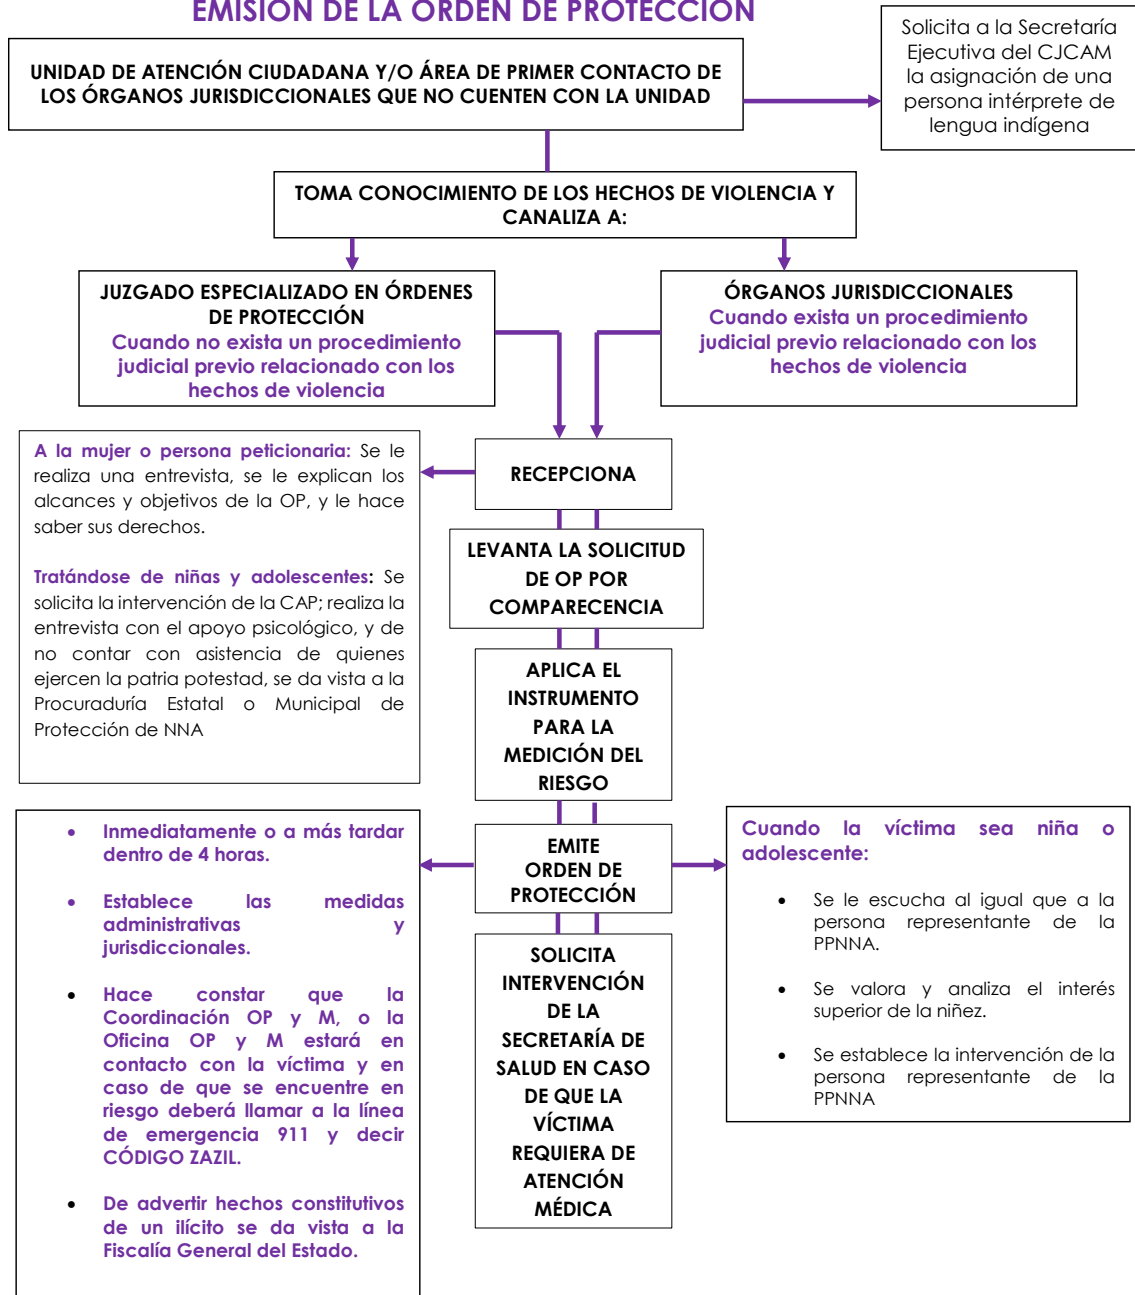 EMISIÓN DE LA ORDEN DE PROTECCIÓN
UNIDAD DE ATENCIÓN CIUDADANA Y/O ÁREA DE PRIMER CONTACTO DE
LOS ÓRGANOS JURISDICCIONALES QUE NO CUENTEN CON LA UNIDAD
Solicita a la Secretaría
Ejecutiva del CJCAM
la asignación de una
persona intérprete de
lengua indígena
TOMA CONOCIMIENTO DE LOS HECHOS DE VIOLENCIA Y
CANALIZA A:
JUZGADO ESPECIALIZADO EN ÓRDENES
DE PROTECCIÓN
Cuando no exista un procedimiento
judicial previo relacionado con los
hechos de violencia
ÓRGANOS JURISDICCIONALES
Cuando exista un procedimiento
judicial previo relacionado con los
hechos de violencia
RECEPCIONA
A la mujer o persona peticionaria: Se le
realiza una entrevista, se le explican los
alcances y objetivos de la OP, y le hace
saber sus derechos.
Tratándose de niñas y adolescentes: Se
solicita la intervención de la CAP; realiza la
entrevista con el apoyo psicológico, y de
no contar con asistencia de quienes
ejercen la patria potestad, se da vista a la
Procuraduría Estatal o Municipal de
Protección de NNA
LEVANTA LA SOLICITUD
DE OP POR
COMPARECENCIA
APLICA EL
INSTRUMENTO
PARA LA
MEDICIÓN DEL
RIESGO
EMITE
ORDEN DE
PROTECCIÓN
• Inmediatamente o a más tardar
dentro de 4 horas.
• Establece las medidas
administrativas y
jurisdiccionales.
• Hace constar que la
Coordinación OP y M, o la
Oficina OP y M estará en
contacto con la víctima y en
caso de que se encuentre en
riesgo deberá llamar a la línea
de emergencia 911 y decir
CÓDIGO ZAZIL.
• De advertir hechos constitutivos
de un ilícito se da vista a la
Fiscalía General del Estado.
Cuando la víctima sea niña o
adolescente:
• Se le escucha al igual que a la
persona representante de la
PPNNA.
• Se valora y analiza el interés
superior de la niñez.
• Se establece la intervención de la
persona representante de la
PPNNA
SOLICITA
INTERVENCIÓN
DE LA
SECRETARÍA DE
SALUD EN CASO
DE QUE LA
VÍCTIMA
REQUIERA DE
ATENCIÓN
MÉDICA